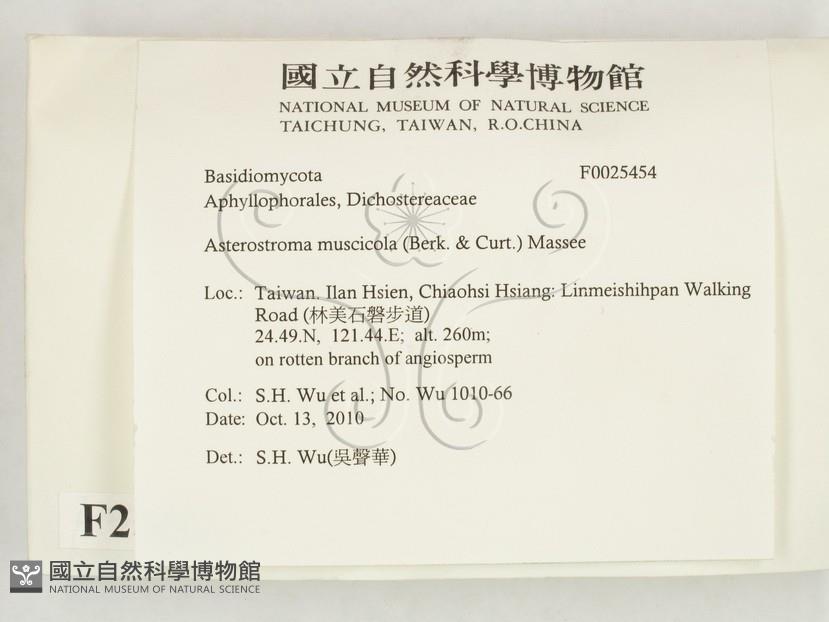 國立自然科學博物館
NATIONAL MUSEUM OF NATURAL SCIENCE
TAICHUNG, TAIWAN, R.O.CHINA
Basidiomycota F0025454
Aphyllophorales, Dichostereaceae
Asterostroma muscicola (Berk. & Curt.) Massee
Loc.: Taiwan. Ilan Hsien, Chiaohsi Hsiang: Linmeishihpan Walking
Road (林美石磐步道)
24.49.N, 121.44.E; alt. 260m;
on rotten branch of angiosperm
Col.: S.H. Wu et al.; No. Wu 1010-66
Date: Oct. 13, 2010
Det.: S.H. Wu(吳聲華)
F2
國立自然科學博物館
NATIONAL MUSEUM OF NATURAL SCIENCE